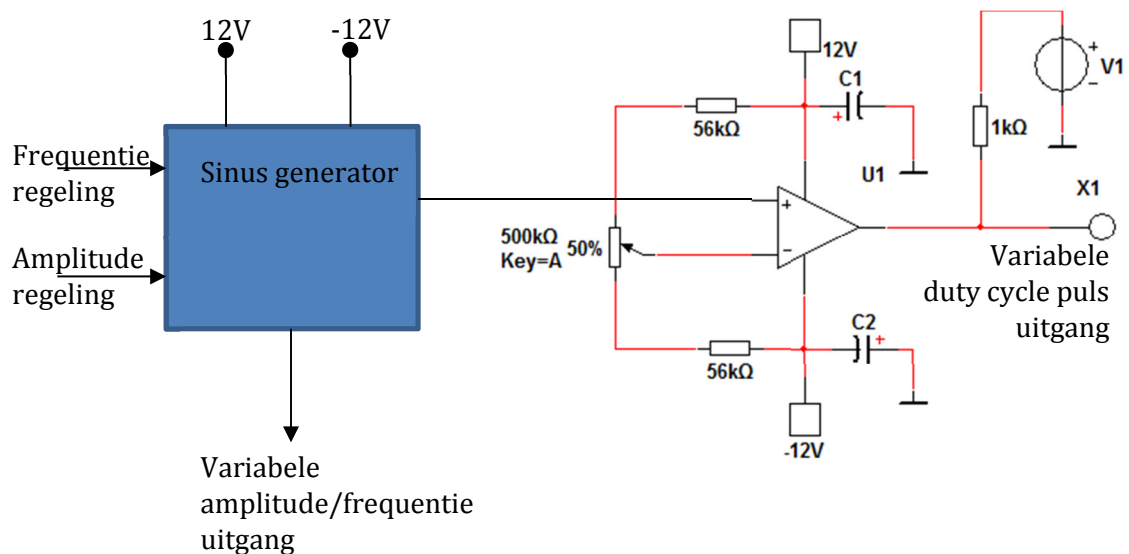 12V
-12V
Frequentie
regeling
Sinus generator
Amplitude
regeling
Variabele
amplitude/frequentie
uitgang
12V
C1
+
56kΩ
U1
+
−
500kΩ
Key=A
50%
56kΩ
C2
+
-12V
1kΩ
+
−
V1
X1
Variabele
duty cycle puls
uitgang